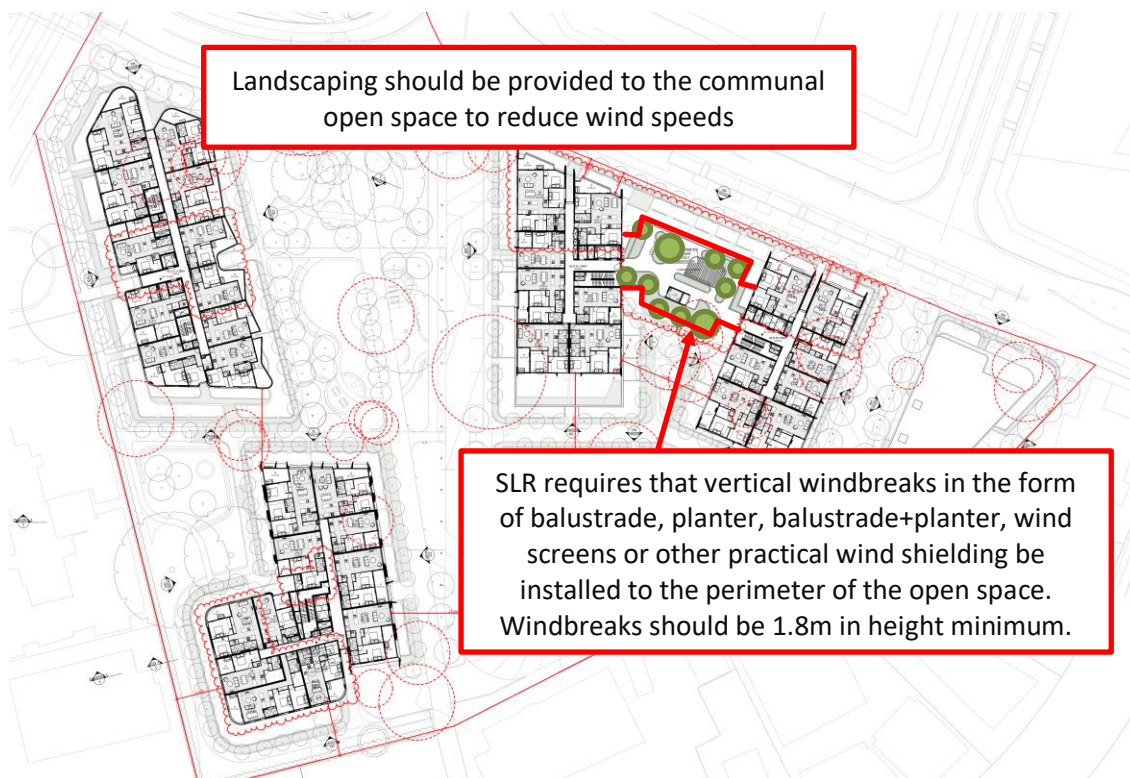 Landscaping should be provided to the communal
open space to reduce wind speeds
SLR requires that vertical windbreaks in the form
of balustrade, planter, balustrade+planter, wind
screens or other practical wind shielding be
installed to the perimeter of the open space.
Windbreaks should be 1.8m in height minimum.